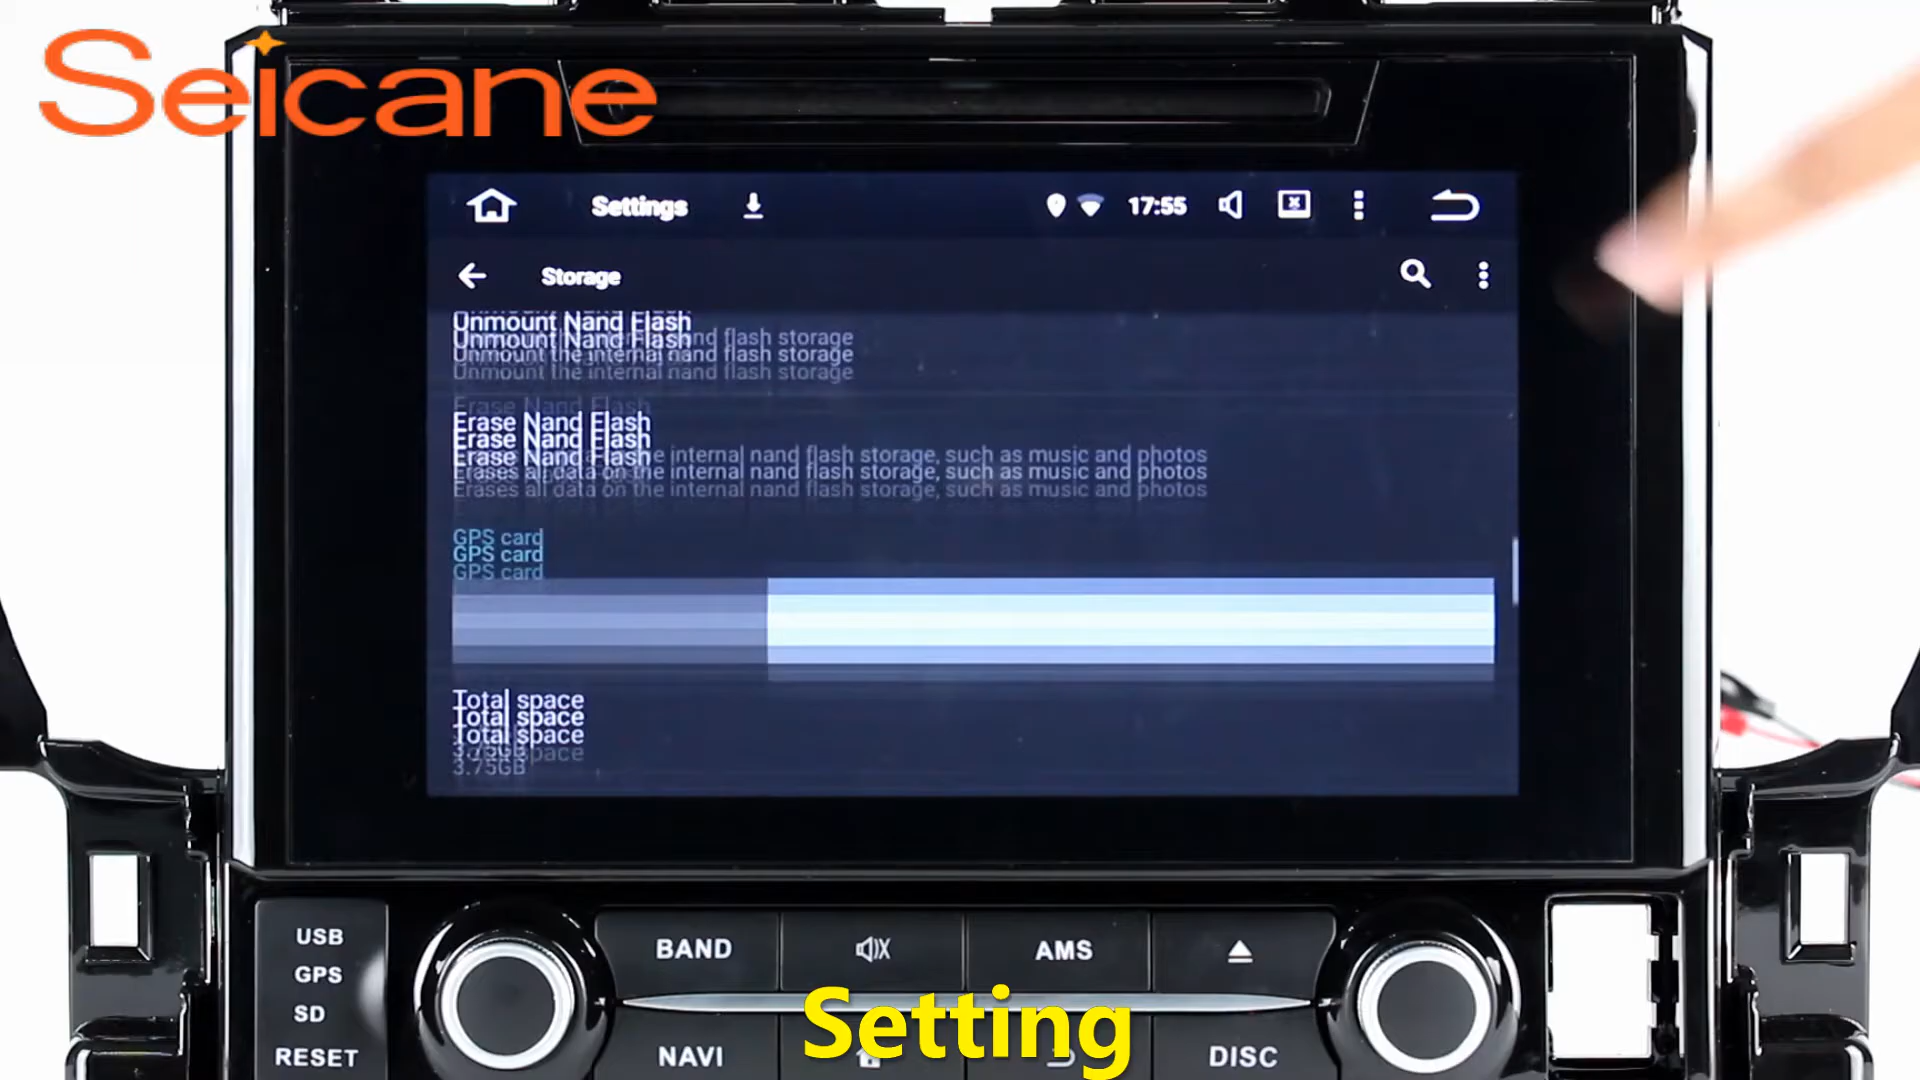 Seicane
Settings
17:55
Storage
Unmount Nand Flash
Unmount the internal nand flash storage
Erase Nand Flash
Erases all data on the internal nand flash storage, such as music and photos
GPS card
Total space
3.75GB
USB
GPS
SD
RESET
BAND
AMS
NAVI
DISC
Setting